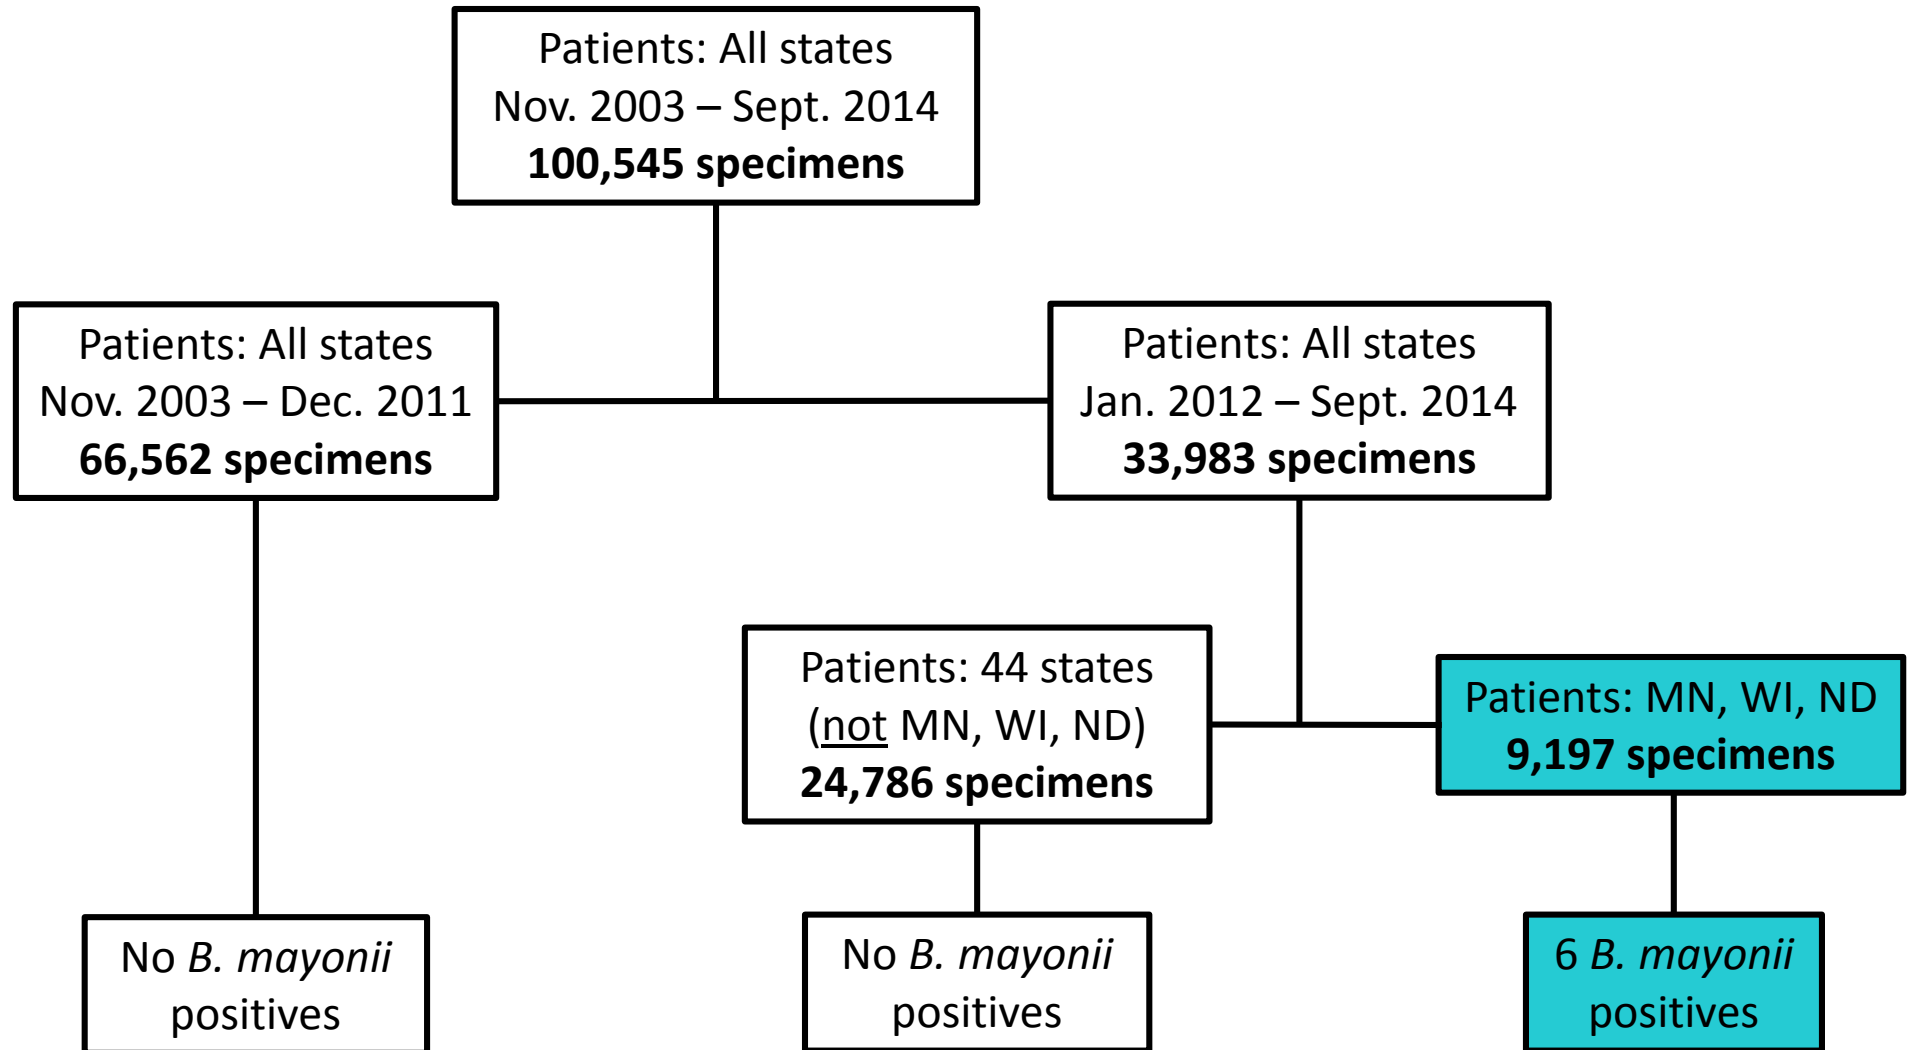 Patients: All states
Nov. 2003 – Sept. 2014
100,545 specimens
Patients: All states
Nov. 2003 – Dec. 2011
66,562 specimens
Patients: All states
Jan. 2012 – Sept. 2014
33,983 specimens
Patients: 44 states
(not MN, WI, ND)
24,786 specimens
Patients: MN, WI, ND
9,197 specimens
No B. mayonii
positives
No B. mayonii
positives
6 B. mayonii
positives